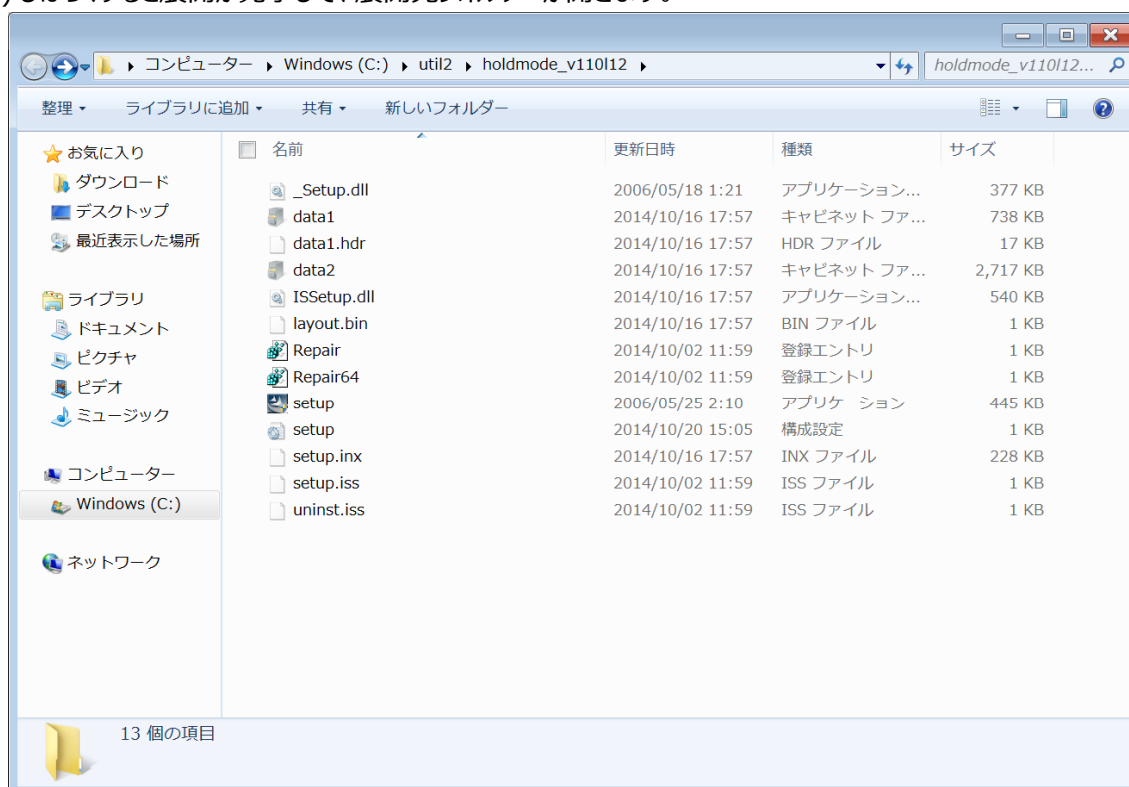 コンピューター ▸ Windows (C:) ▸ util2 ▸ holdmode_v110l12 ▸
holdmode_v110l12...
整理 ライブラリに追加 共有 新しいフォルダー
名前 更新日時 種類 サイズ
お気に入り
ダウンロード
デスクトップ
最近表示した場所
ライブラリ
ドキュメント
ピクチャ
ビデオ
ミュージック
コンピューター
Windows (C:)
ネットワーク
_Setup.dll 2006/05/18 1:21 アプリケーション... 377 KB
data1 2014/10/16 17:57 キャビネット ファ... 738 KB
data1.hdr 2014/10/16 17:57 HDR ファイル 17 KB
data2 2014/10/16 17:57 キャビネット ファ... 2,717 KB
ISSetup.dll 2014/10/16 17:57 アプリケーション... 540 KB
layout.bin 2014/10/16 17:57 BIN ファイル 1 KB
Repair 2014/10/02 11:59 登録エントリ 1 KB
Repair64 2014/10/02 11:59 登録エントリ 1 KB
setup 2006/05/25 2:10 アプリケ ション 445 KB
setup 2014/10/20 15:05 構成設定 1 KB
setup.inx 2014/10/16 17:57 INX ファイル 228 KB
setup.iss 2014/10/02 11:59 ISS ファイル 1 KB
uninst.iss 2014/10/02 11:59 ISS ファイル 1 KB
13 個の項目